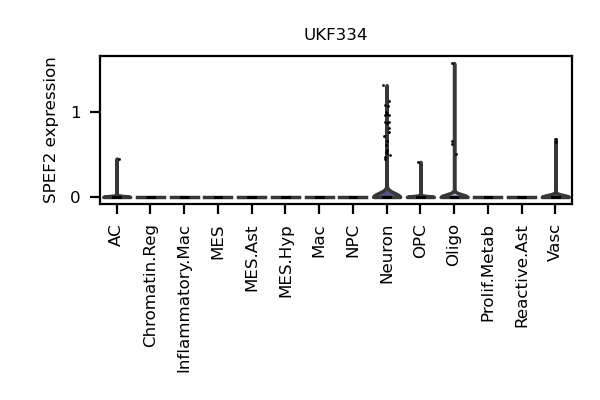 UKF334
SPEF2 expression
1
0
AC
Chromatin.Reg
Inflammatory.Mac
MES
MES.Ast
MES.Hyp
Mac
NPC
Neuron
OPC
Oligo
Prolif.Metab
Reactive.Ast
Vasc